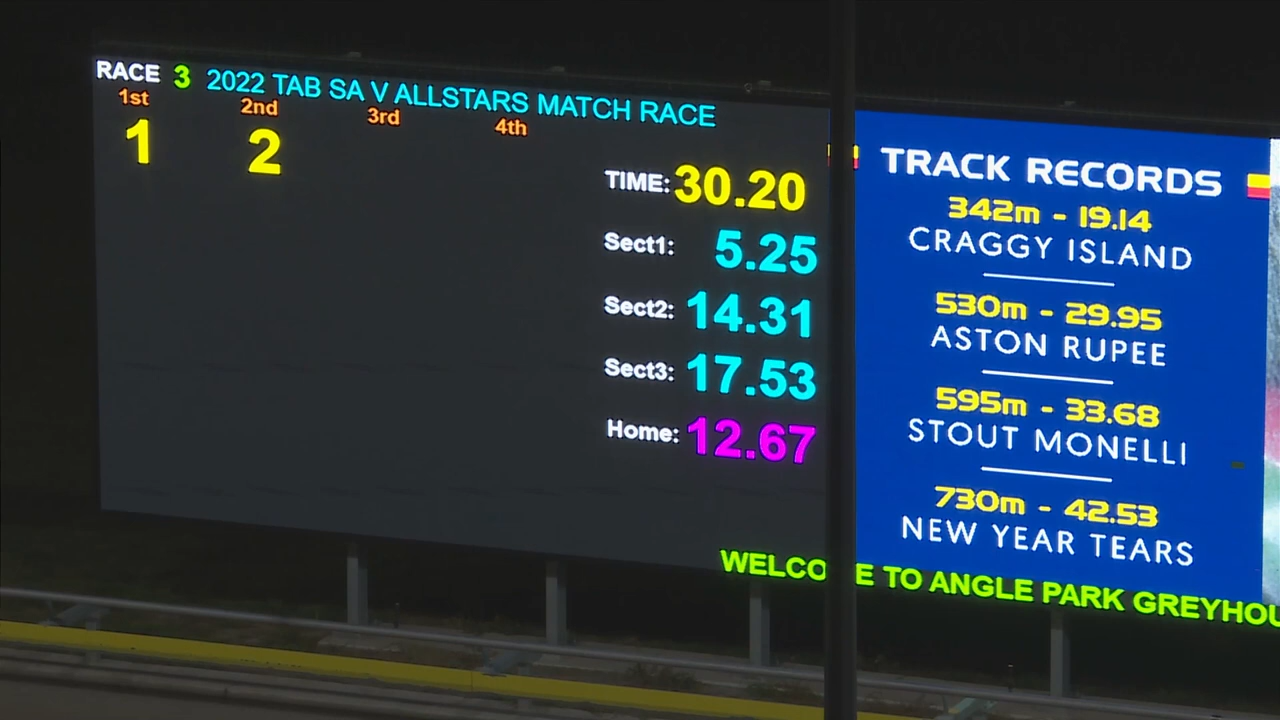 RACE 3 2022 TAB SA V ALLSTARS MATCH RACE
1st 2nd 3rd 4th
1 2
TIME: 30.20
Sect1: 5.25
Sect2: 14.31
Sect3: 17.53
Home: 12.67
TRACK RECORDS
342m - 19.14
CRAGGY ISLAND
530m - 29.95
ASTON RUPEE
595m - 33.68
STOUT MONELLI
730m - 42.53
NEW YEAR TEARS
WELCO E TO ANGLE PARK GREYHOU